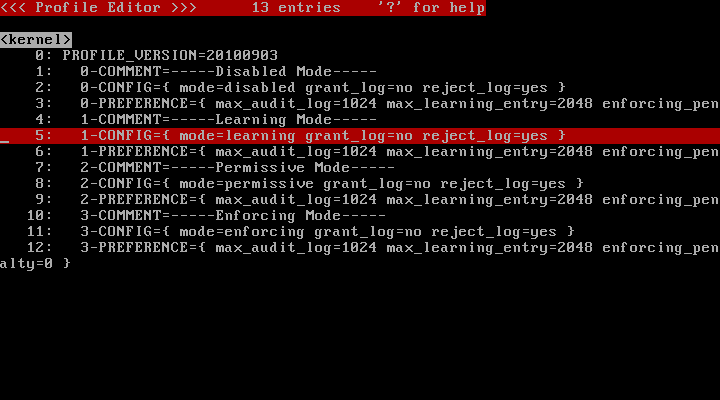 <<< Profile Editor >>>      13 entries    '?' for help
<kernel>
    0: PROFILE_VERSION=20100903
    1:   0-COMMENT=-----Disabled Mode-----
    2:   0-CONFIG={ mode=disabled grant_log=no reject_log=yes }
    3:   0-PREFERENCE={ max_audit_log=1024 max_learning_entry=2048 enforcing_pen
    4:   1-COMMENT=-----Learning Mode-----
_   5:   1-CONFIG={ mode=learning grant_log=no reject_log=yes }
    6:   1-PREFERENCE={ max_audit_log=1024 max_learning_entry=2048 enforcing_pen
    7:   2-COMMENT=-----Permissive Mode-----
    8:   2-CONFIG={ mode=permissive grant_log=no reject_log=yes }
    9:   2-PREFERENCE={ max_audit_log=1024 max_learning_entry=2048 enforcing_pen
   10:   3-COMMENT=-----Enforcing Mode-----
   11:   3-CONFIG={ mode=enforcing grant_log=no reject_log=yes }
   12:   3-PREFERENCE={ max_audit_log=1024 max_learning_entry=2048 enforcing_pen
alty=0 }